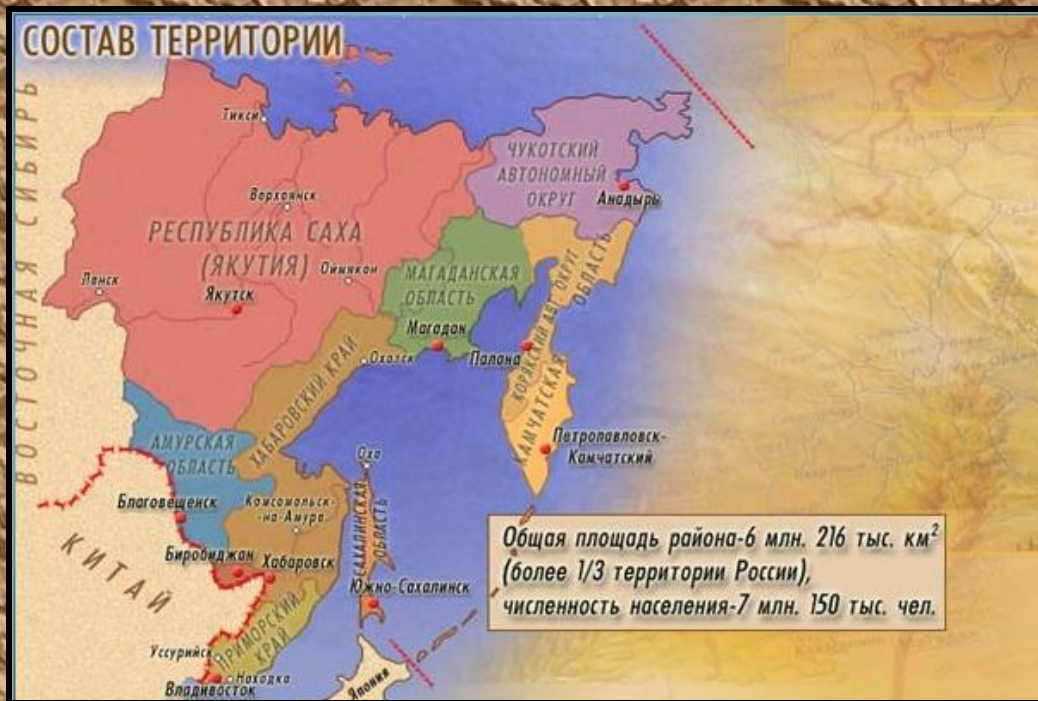 СОСТАВ ТЕРРИТОРИИ
ВОСТОЧНАЯ СИБИРЬ
Тикси
ЧУКОТСКИЙ
АВТОНОМНЫЙ
ОКРУГ
Анадырь
Верхоянск
РЕСПУБЛИКА САХА
(ЯКУТИЯ)
Оймякон
Ленск
Якутск
МАГАДАНСКАЯ
ОБЛАСТЬ
Магадан
Охотск
Палана
КОРЯКСКИЙ АВТ. ОКРУГ
КАМЧАТСКАЯ ОБЛАСТЬ
ХАБАРОВСКИЙ КРАЙ
АМУРСКАЯ
ОБЛАСТЬ
Петропавловск-
Камчатский
Оха
САХАЛИНСКАЯ
ОБЛАСТЬ
Благовещенск
Комсомольск-
-на-Амуре
КИТАЙ
Биробиджан
Хабаровск
Южно-Сахалинск
ПРИМОРСКИЙ
КРАЙ
Уссурийск
Находка
Владивосток
Япония
Общая площадь района-6 млн. 216 тыс. км²
(более 1/3 территории России),
численность населения-7 млн. 150 тыс. чел.